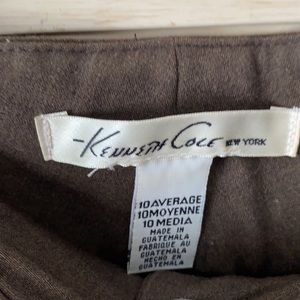 KENNETH COLE NEW YORK
10 AVERAGE
10 MOYENNE
10 MEDIA
MADE IN
GUATEMALA
FABRIQUE AU
GUATEMALA
HECHO EN
GUATEMALA